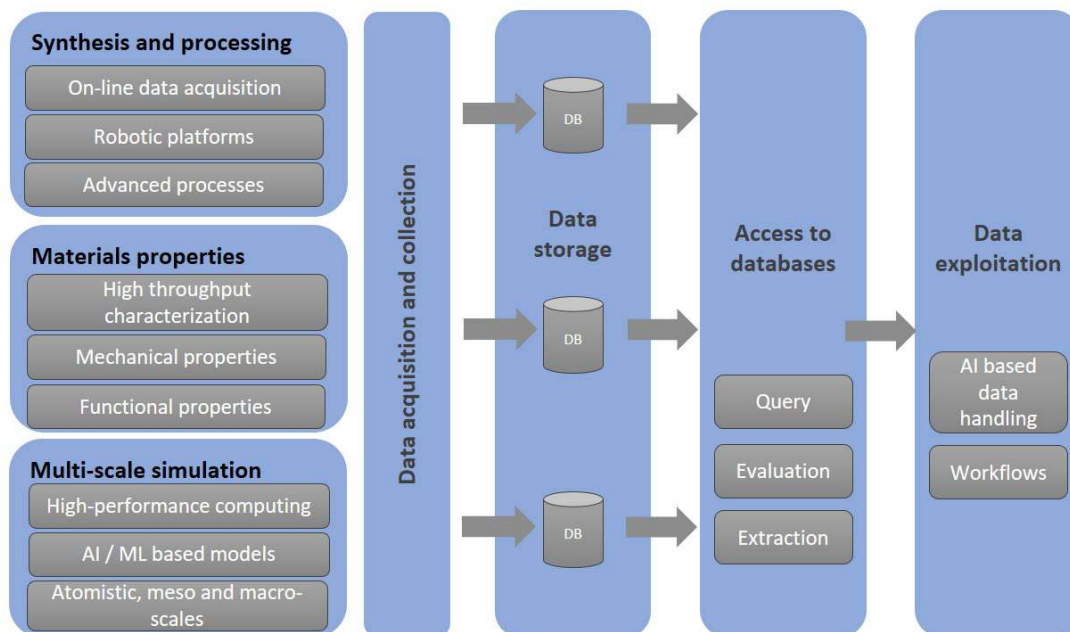 Synthesis and processing
On-line data acquisition
Robotic platforms
Advanced processes
Materials properties
High throughput
characterization
Mechanical properties
Functional properties
Multi-scale simulation
High-performance computing
AI / ML based models
Atomistic, meso and macro-
scales
Data acquisition and collection
DB
Data
storage
DB
DB
Access to
databases
Query
Evaluation
Extraction
Data
exploitation
AI based
data
handling
Workflows